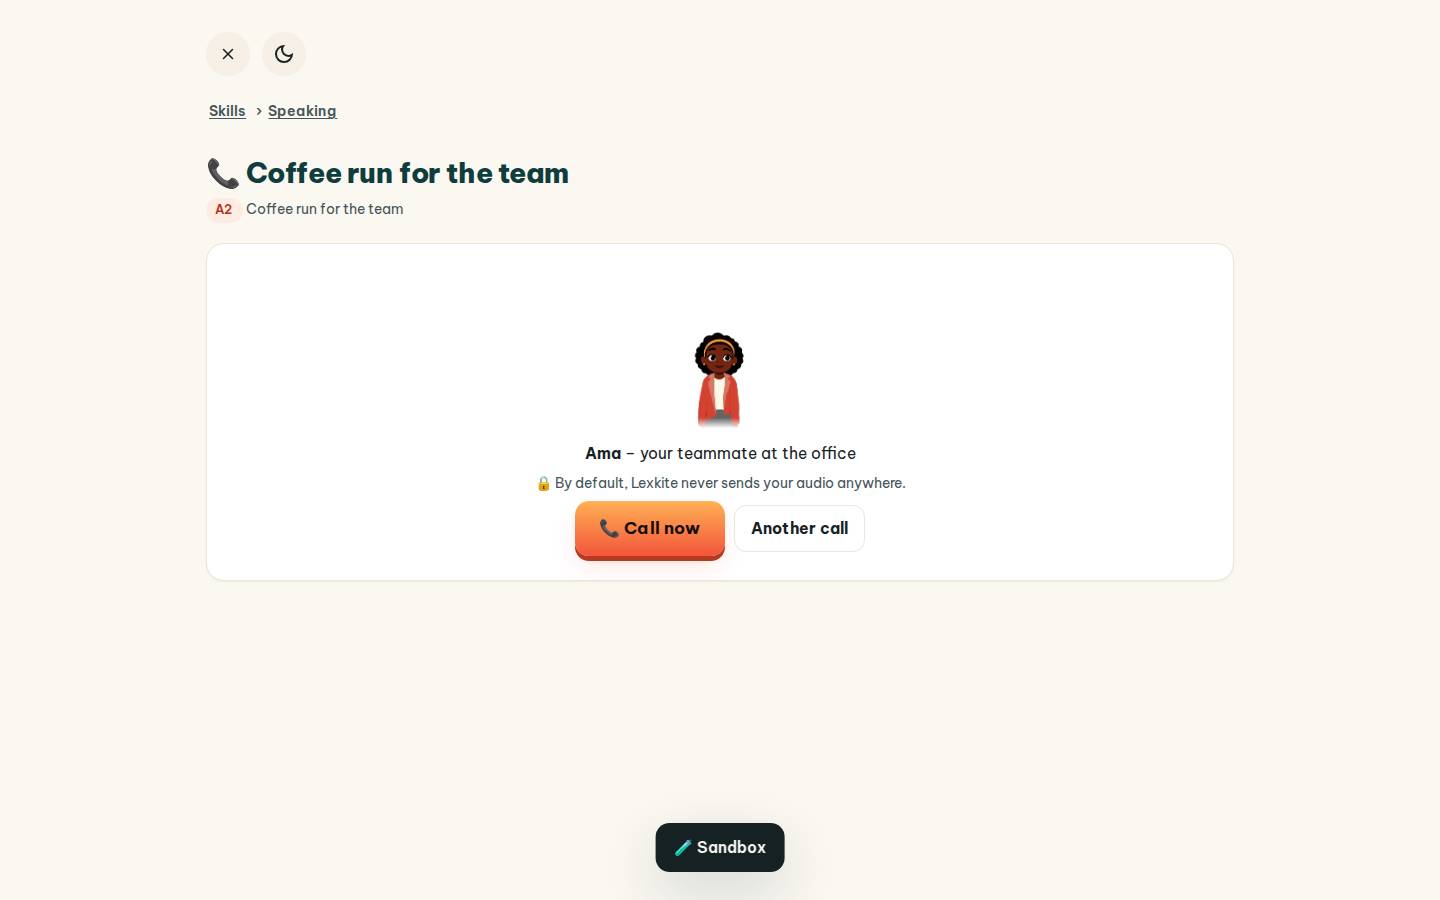 Skills › Speaking
📞 Coffee run for the team
A2 Coffee run for the team
Ama – your teammate at the office
🔒 By default, Lexkite never sends your audio anywhere.
📞 Call now
Another call
🧪 Sandbox